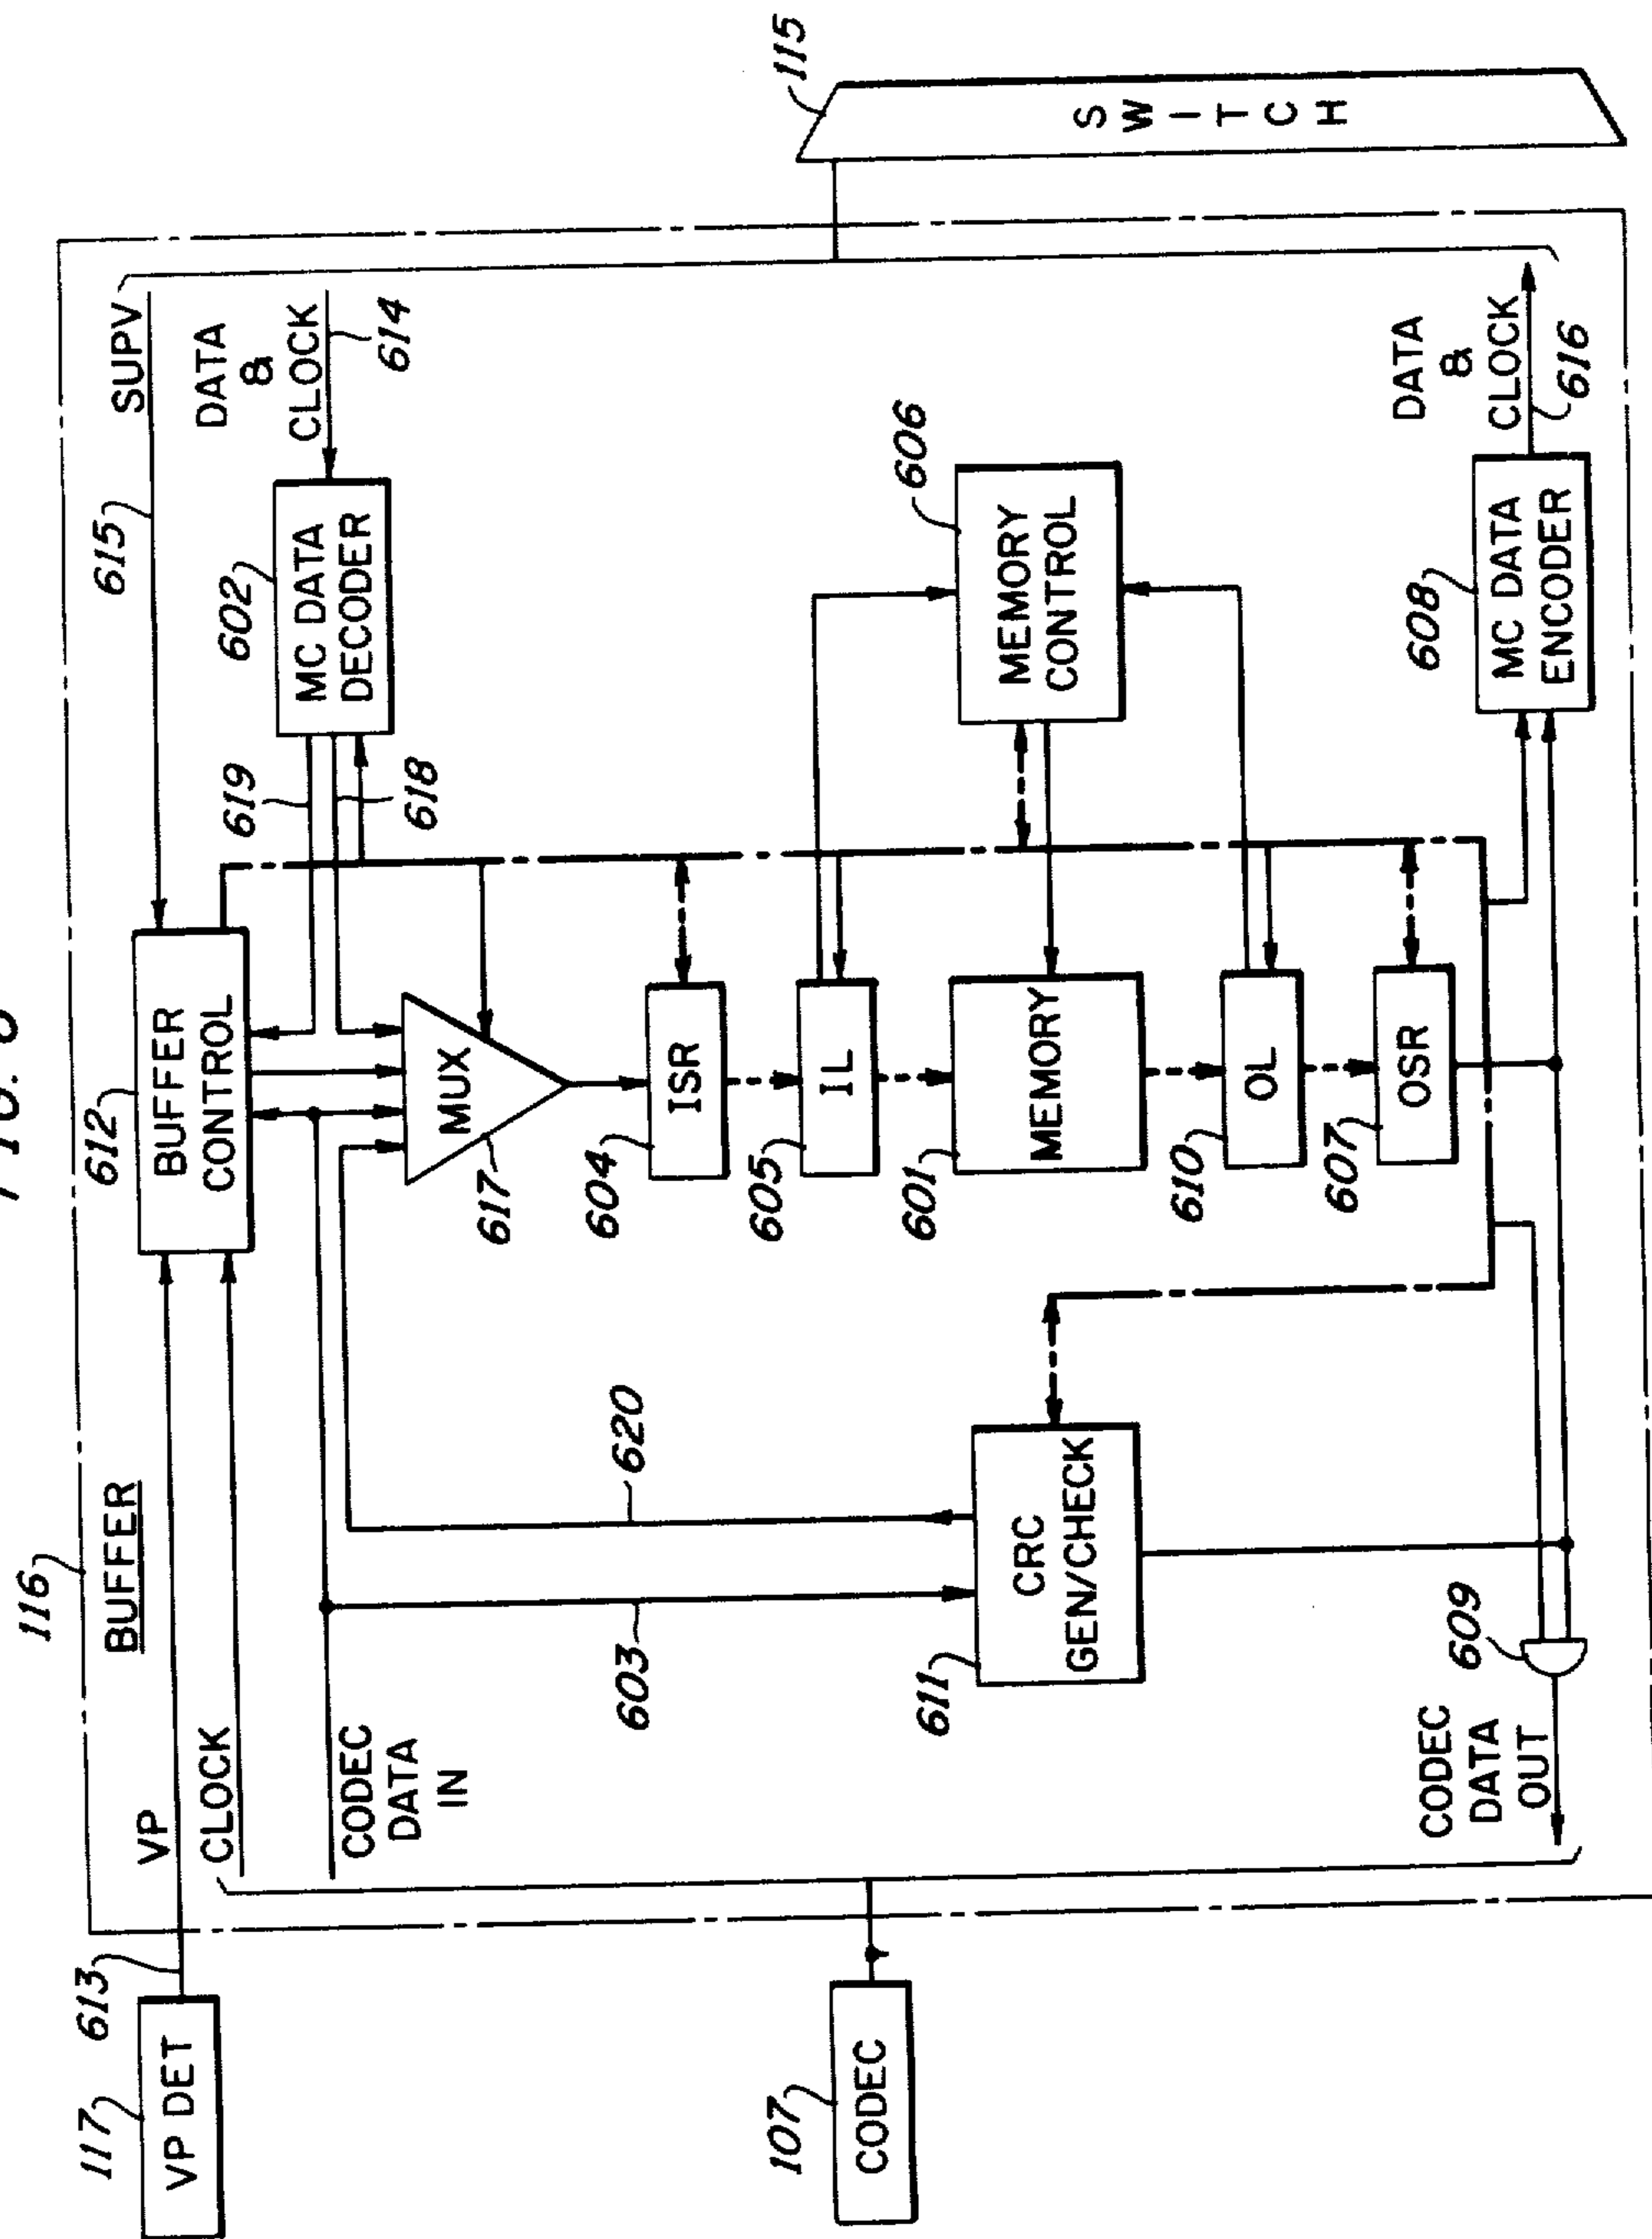 FIG. 6
116
BUFFER
117
VP DET
613
VP
CLOCK
CODEC
DATA
IN
612
BUFFER
CONTROL
615
SUPV
DATA
&
CLOCK
614
602
MC DATA
DECODER
619
618
MUX
617
620
603
604
ISR
605
IL
601
MEMORY
606
MEMORY
CONTROL
115
SWITCH
107
CODEC
611
CRC
GEN/CHECK
610
OL
607
OSR
608
MC DATA
ENCODER
DATA
&
CLOCK
616
609
CODEC
DATA
OUT